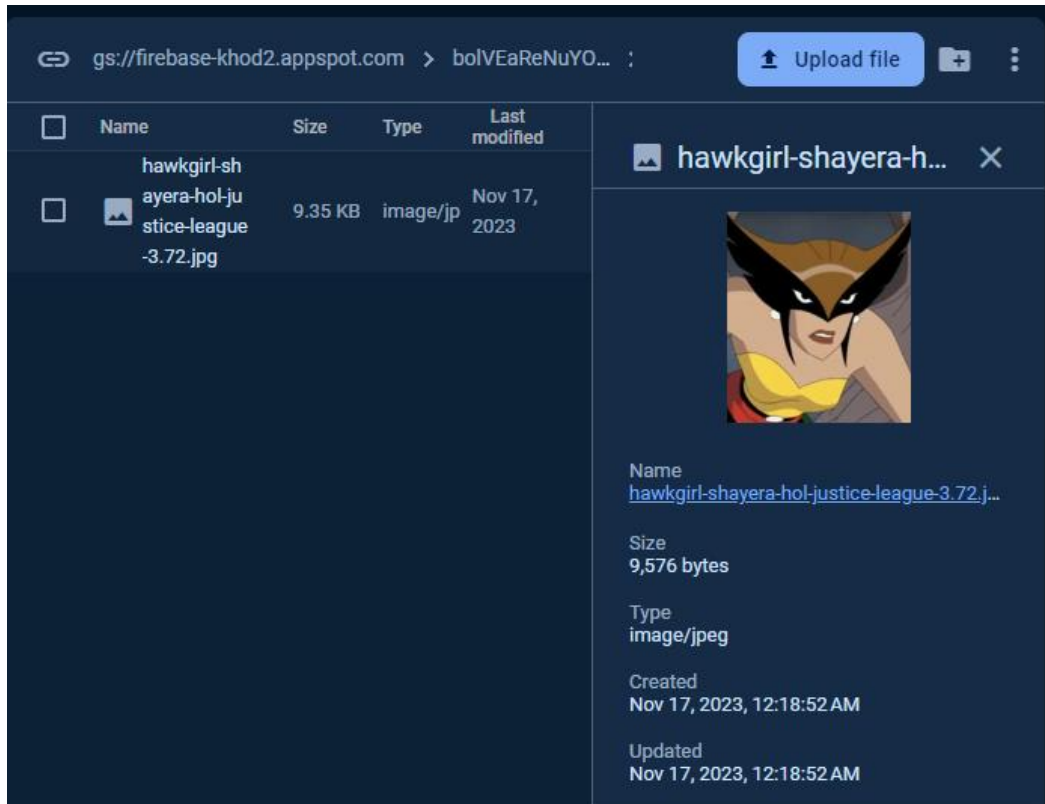 gs://firebase-khod2.appspot.com > bolVEaReNuYO... :
Upload file
Name Size Type Last modified
hawkgirl-sh
ayera-hol-ju
stice-league
-3.72.jpg
9.35 KB image/jp Nov 17,
2023
hawkgirl-shayera-h...
Name
hawkgirl-shayera-hol-justice-league-3.72.j...
Size
9,576 bytes
Type
image/jpeg
Created
Nov 17, 2023, 12:18:52 AM
Updated
Nov 17, 2023, 12:18:52 AM